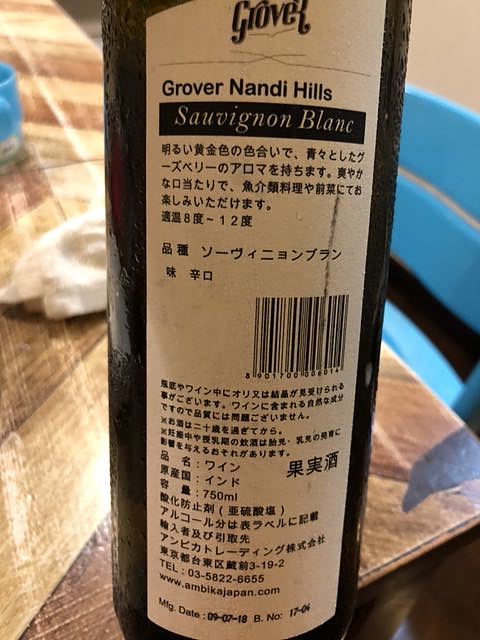 Grover
Grover Nandi Hills
Sauvignon Blanc
明るい黄金色の色合いで、青々としたグ
ーズベリーのアロマを持ちます。爽やか
な口当たりで、魚介類料理や前菜にてお
楽しみいただけます。
適温8度~12度
品種 ソーヴィニヨンブラン
味 辛口
8901700006014
瓶底やワイン中にオリ又は結晶が見受けられる
事がございます。ワインに含まれる自然な成分
ですので品質には問題ございません。
※お酒は二十歳を過ぎてから。
※妊娠中や授乳期の飲酒は胎児・乳児の発育に
影響を与えるおそれがあります。
品 名:ワイン
果実酒
原産国:インド
容 量:750ml
酸化防止剤(亜硫酸塩)
アルコール分は表ラベルに記載
輸入者及び引取先
アンビカトレーディング株式会社
東京都台東区蔵前3-19-2
TEL:03-5822-6655
www.ambikajapan.com
Mfg. Date : 09-07-18 B. No: 17-04